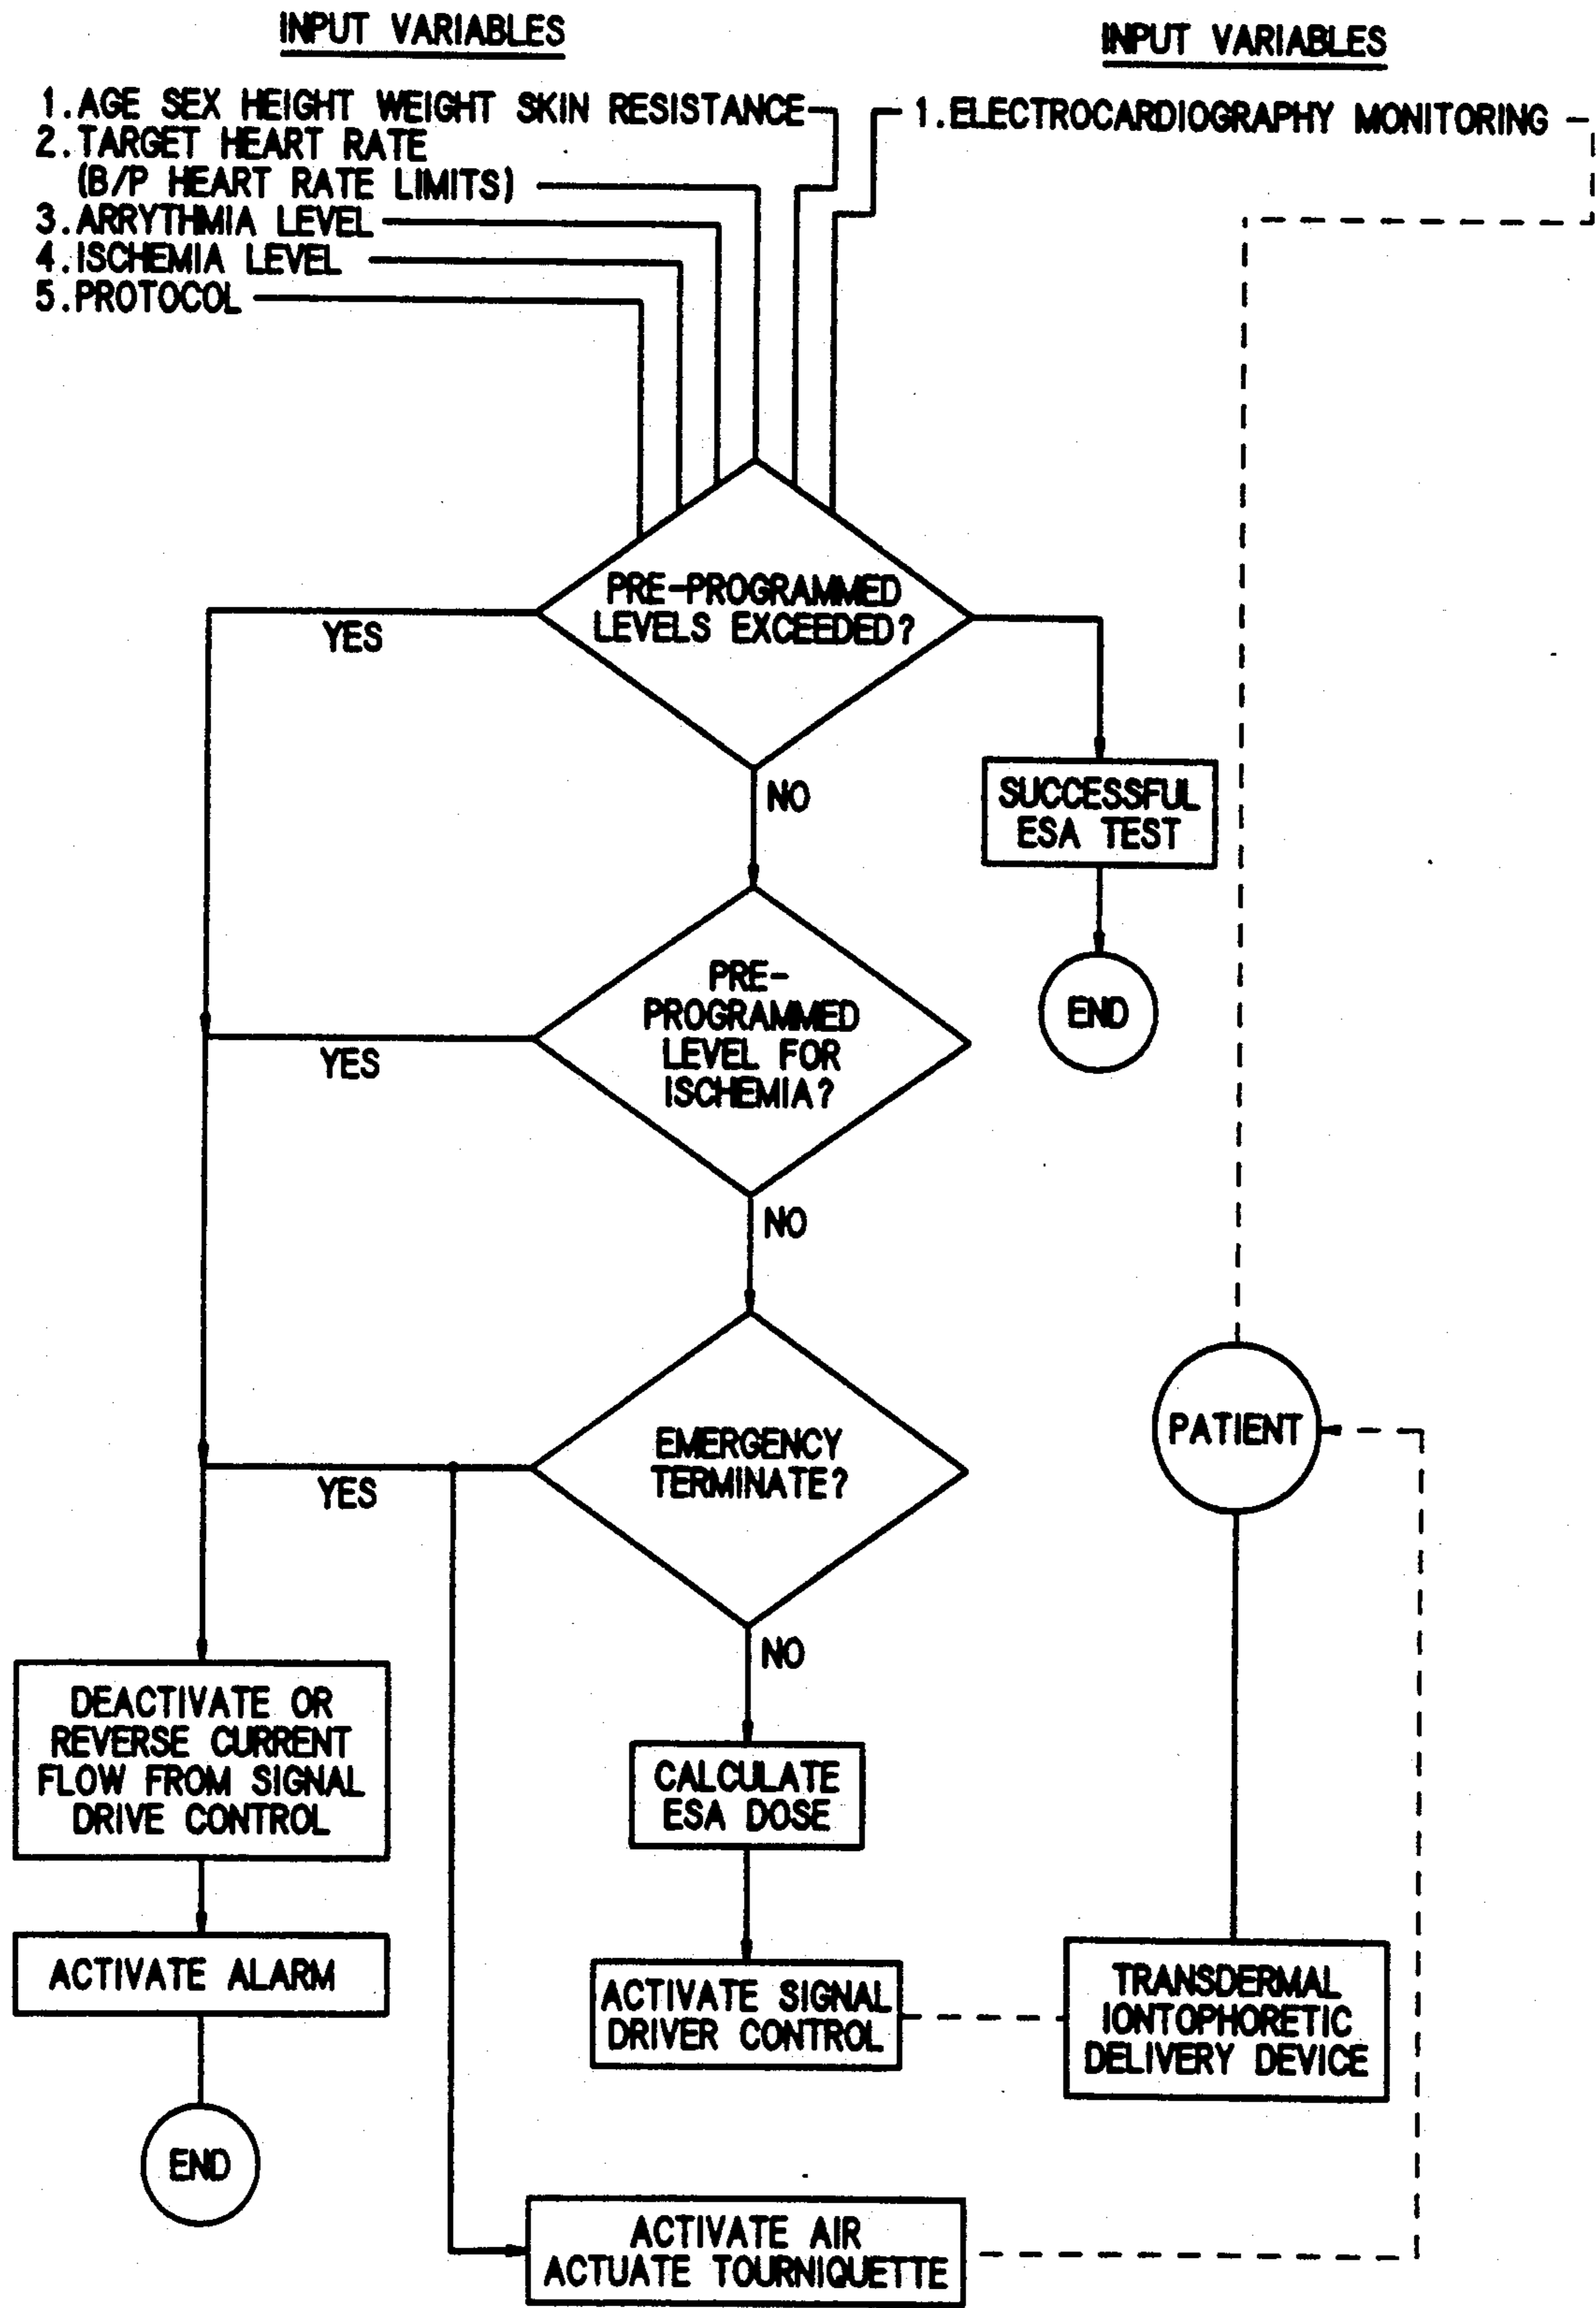 INPUT VARIABLES
1.AGE SEX HEIGHT WEIGHT SKIN RESISTANCE
2.TARGET HEART RATE
(B/P HEART RATE LIMITS)
3.ARRYTHMIA LEVEL
4.ISCHEMIA LEVEL
5.PROTOCOL
INPUT VARIABLES
1.ELECTROCARDIOGRAPHY MONITORING
PRE-PROGRAMMED
LEVELS EXCEEDED?
YES
NO
SUCCESSFUL
ESA TEST
END
PRE-
PROGRAMMED
LEVEL FOR
ISCHEMIA?
YES
NO
EMERGENCY
TERMINATE?
YES
NO
PATIENT
DEACTIVATE OR
REVERSE CURRENT
FLOW FROM SIGNAL
DRIVE CONTROL
CALCULATE
ESA DOSE
ACTIVATE ALARM
ACTIVATE SIGNAL
DRIVER CONTROL
TRANSDERMAL
IONTOPHORETIC
DELIVERY DEVICE
END
ACTIVATE AIR
ACTUATE TOURNIQUETTE